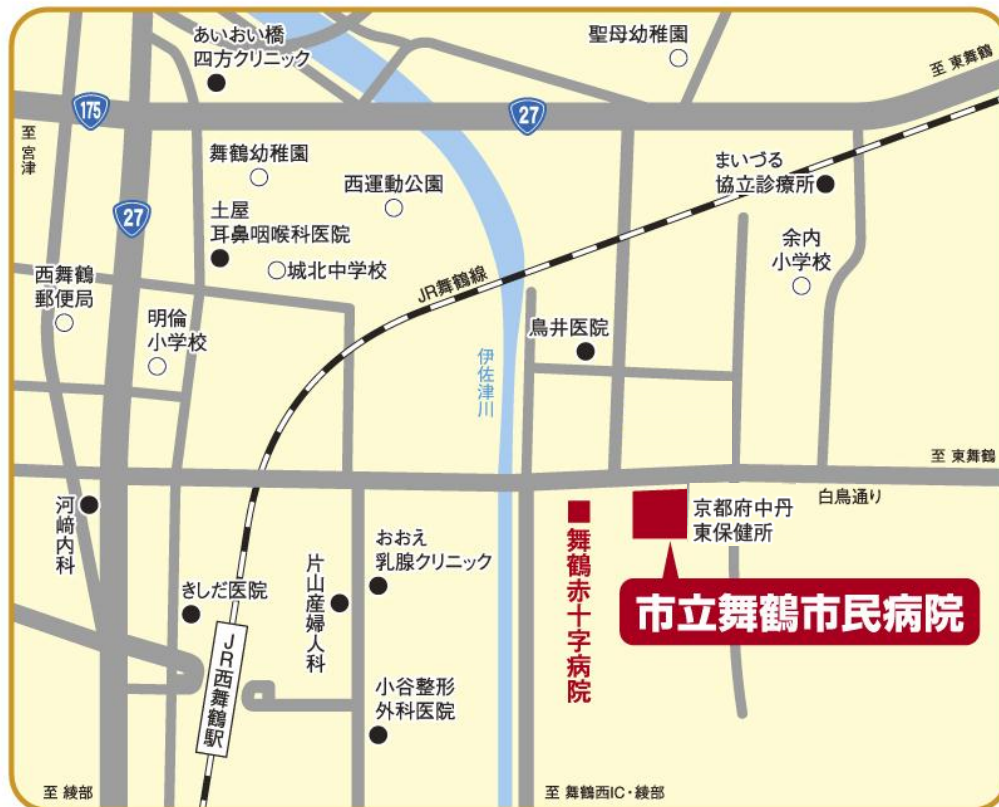 あいおい橋
四方クリニック
聖母幼稚園
至 東舞鶴
175
27
至 宮津
舞鶴幼稚園
西運動公園
まいづる
協立診療所
27
土屋
耳鼻咽喉科医院
城北中学校
余内
小学校
西舞鶴
郵便局
JR舞鶴線
明倫
小学校
鳥井医院
伊佐津川
至 東舞鶴
白鳥通り
河﨑内科
舞鶴赤十字病院
京都府中丹
東保健所
おおえ
乳腺クリニック
片山産婦人科
きしだ医院
市立舞鶴市民病院
JR西舞鶴駅
小谷整形
外科医院
至 綾部
至 舞鶴西IC・綾部